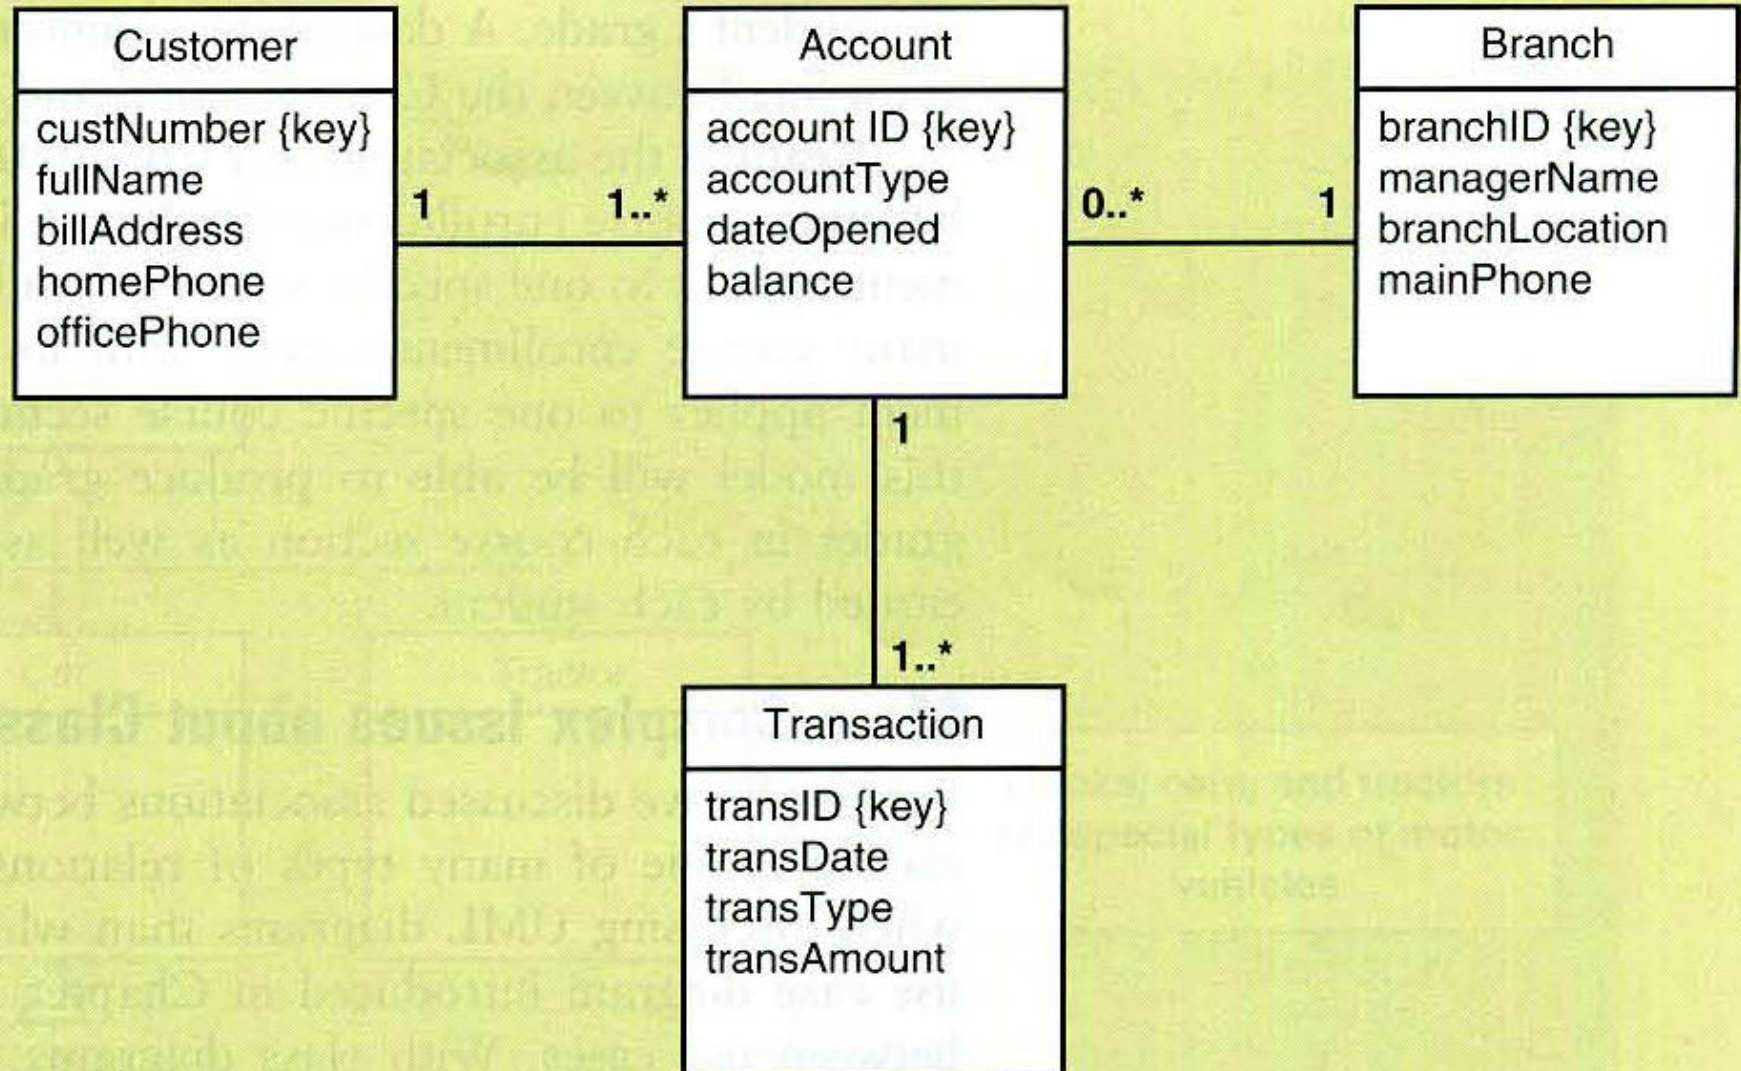 Customer
custNumber {key}
fullName
billAddress
homePhone
officePhone
1
1..*
Account
account ID {key}
accountType
dateOpened
balance
0..*
1
Branch
branchID {key}
managerName
branchLocation
mainPhone
1
1..*
Transaction
transID {key}
transDate
transType
transAmount